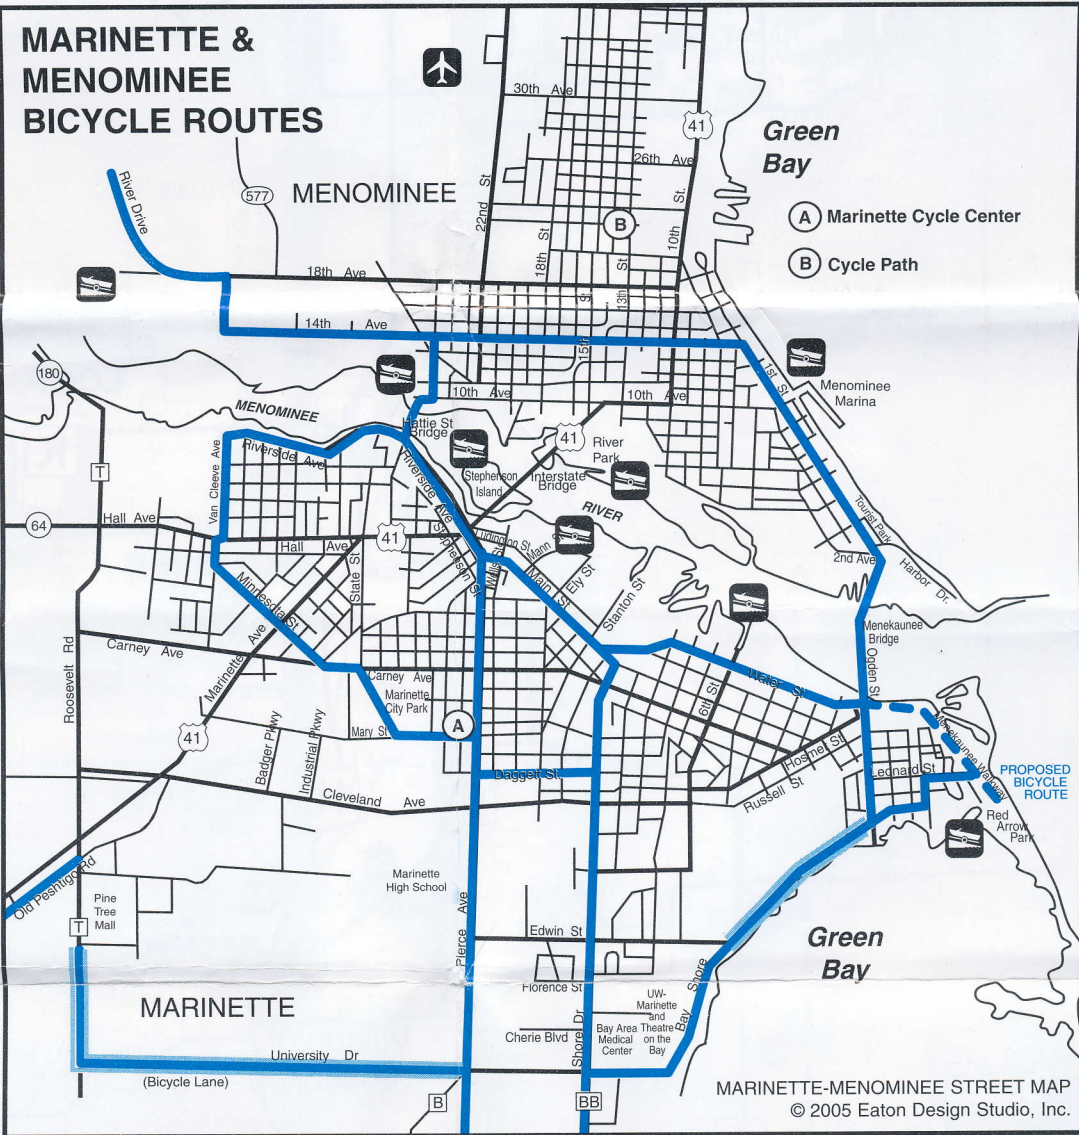 MARINETTE &
MENOMINEE
BICYCLE ROUTES
30th Ave
41
Green
Bay
26th Ave
River Drive
577
MENOMINEE
22nd St
18th St
B
St
10th St.
A Marinette Cycle Center
B Cycle Path
18th Ave
St
13th
14th Ave
15th
1st St
180
10th Ave
10th Ave
Menominee
Marina
MENOMINEE
Hattie St
Bridge
41
River
Park
T
Van Cleeve Ave
Riverside Ave
Riverside Ave
Stephenson
Island
Interstate
Bridge
RIVER
Tourist Park
64
Hall Ave
Hall Ave
41
Stephenson St
Ludington St
Mann St
Wells St
2nd Ave
Harbor Dr.
State St
Main St
Ely St
Stanton St
Minnesota St
Menekaunee
Bridge
Roosevelt Rd
Carney Ave
Marinette Ave
Carney Ave
Marinette
City Park
Ogden St
Water St
6th St
41
Badger Pkwy
Industrial Pkwy
Mary St
A
Hosmer St
Menekaunee Walkway
Daggett St
Leonard St
PROPOSED
BICYCLE
ROUTE
Cleveland Ave
Russell St
Red
Arrow
Park
Old Peshtigo Rd
Marinette
High School
Pine
Tree
Mall
T
Pierce Ave
Edwin St
Green
Bay
Florence St
MARINETTE
UW-
Marinette
and
Theatre
on the
Bay
Bay Shore
Cherie Blvd
Shore Dr
Bay Area
Medical
Center
University Dr
(Bicycle Lane)
B
BB
MARINETTE-MENOMINEE STREET MAP
© 2005 Eaton Design Studio, Inc.